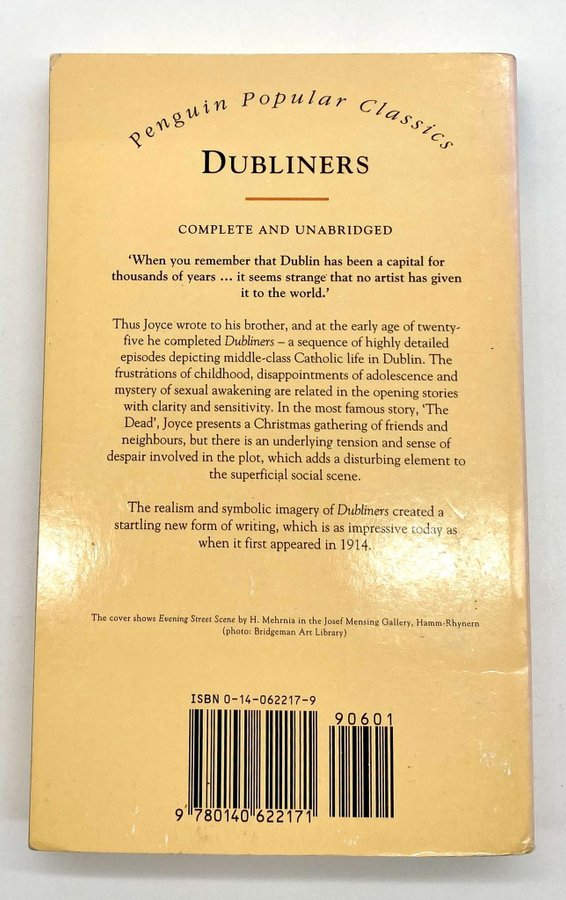 Penguin Popular Classics
DUBLINERS
COMPLETE AND UNABRIDGED
'When you remember that Dublin has been a capital for
thousands of years ... it seems strange that no artist has given
it to the world.'
Thus Joyce wrote to his brother, and at the early age of twenty-
five he completed Dubliners – a sequence of highly detailed
episodes depicting middle-class Catholic life in Dublin. The
frustrations of childhood, disappointments of adolescence and
mystery of sexual awakening are related in the opening stories
with clarity and sensitivity. In the most famous story, 'The
Dead', Joyce presents a Christmas gathering of friends and
neighbours, but there is an underlying tension and sense of
despair involved in the plot, which adds a disturbing element to
the superficial social scene.
The realism and symbolic imagery of Dubliners created a
startling new form of writing, which is as impressive today as
when it first appeared in 1914.
The cover shows Evening Street Scene by H. Mehrnia in the Josef Mensing Gallery, Hamm-Rhynern
(photo: Bridgeman Art Library)
ISBN 0-14-062217-9
90601
9 780140 622171